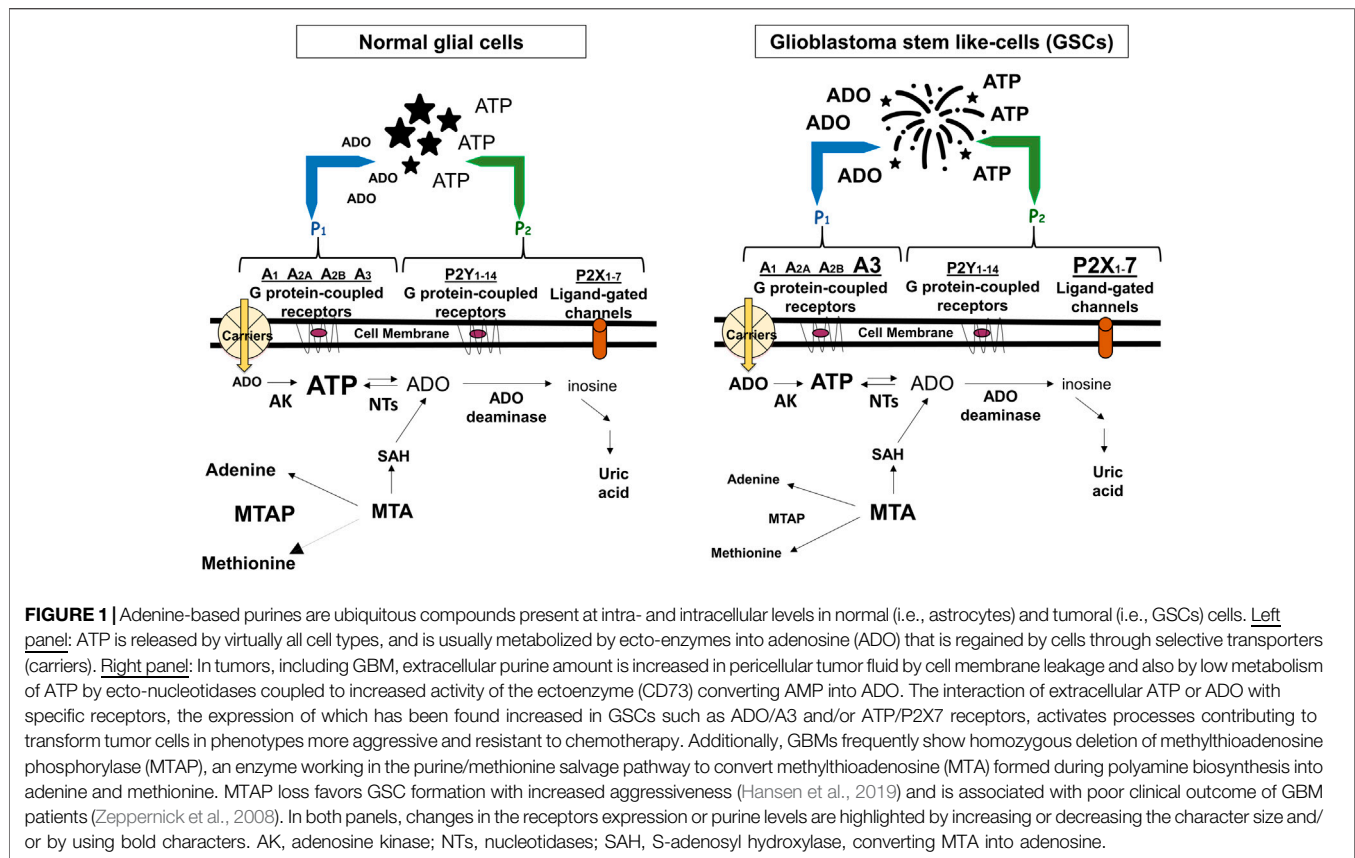 Normal glial cells
ATP
ADO
ATP
ADO
ATP
ADO
P1
P2
A1 A2A A2B A3
G protein-coupled
receptors
P2Y1-14
G protein-coupled
receptors
P2X1-7
Ligand-gated
channels
Carriers
Cell Membrane
ADO
AK
ATP
NTs
ADO
ADO
deaminase
inosine
Uric
acid
SAH
Adenine
MTAP
MTA
Methionine
Glioblastoma stem like-cells (GSCs)
ADO
ATP
ADO
ATP
ADO
ATP
P1
P2
A1 A2A A2B A3
G protein-coupled
receptors
P2Y1-14
G protein-coupled
receptors
P2X1-7
Ligand-gated
channels
Carriers
Cell Membrane
ADO
AK
ATP
NTs
ADO
ADO
deaminase
inosine
Uric
acid
SAH
Adenine
MTAP
MTA
Methionine
FIGURE 1 | Adenine-based purines are ubiquitous compounds present at intra- and intracellular levels in normal (i.e., astrocytes) and tumoral (i.e., GSCs) cells. Left
panel: ATP is released by virtually all cell types, and is usually metabolized by ecto-enzymes into adenosine (ADO) that is regained by cells through selective transporters
(carriers). Right panel: In tumors, including GBM, extracellular purine amount is increased in pericellular tumor fluid by cell membrane leakage and also by low metabolism
of ATP by ecto-nucleotidases coupled to increased activity of the ectoenzyme (CD73) converting AMP into ADO. The interaction of extracellular ATP or ADO with
specific receptors, the expression of which has been found increased in GSCs such as ADO/A3 and/or ATP/P2X7 receptors, activates processes contributing to
transform tumor cells in phenotypes more aggressive and resistant to chemotherapy. Additionally, GBMs frequently show homozygous deletion of methylthioadenosine
phosphorylase (MTAP), an enzyme working in the purine/methionine salvage pathway to convert methylthioadenosine (MTA) formed during polyamine biosynthesis into
adenine and methionine. MTAP loss favors GSC formation with increased aggressiveness (Hansen et al., 2019) and is associated with poor clinical outcome of GBM
patients (Zeppernick et al., 2008). In both panels, changes in the receptors expression or purine levels are highlighted by increasing or decreasing the character size and/
or by using bold characters. AK, adenosine kinase; NTs, nucleotidases; SAH, S-adenosyl hydroxylase, converting MTA into adenosine.